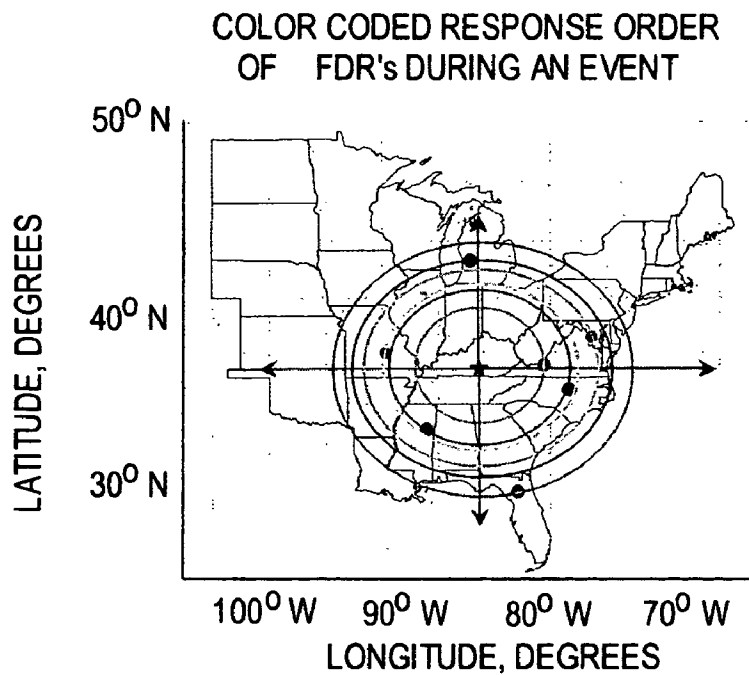 COLOR CODED RESPONSE ORDER
OF FDR's DURING AN EVENT
50° N
40° N
30° N
LATITUDE, DEGREES
100° W 90° W 80° W 70° W
LONGITUDE, DEGREES